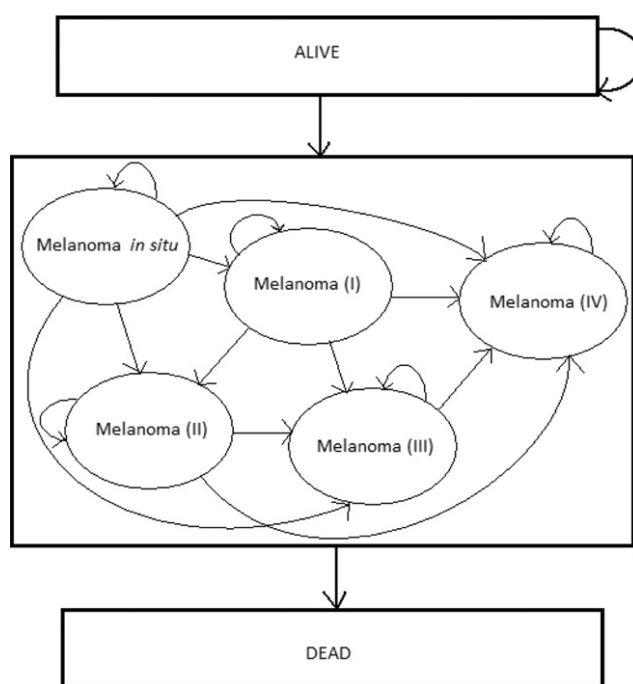 ALIVE
Melanoma in situ
Melanoma (I)
Melanoma (IV)
Melanoma (II)
Melanoma (III)
DEAD